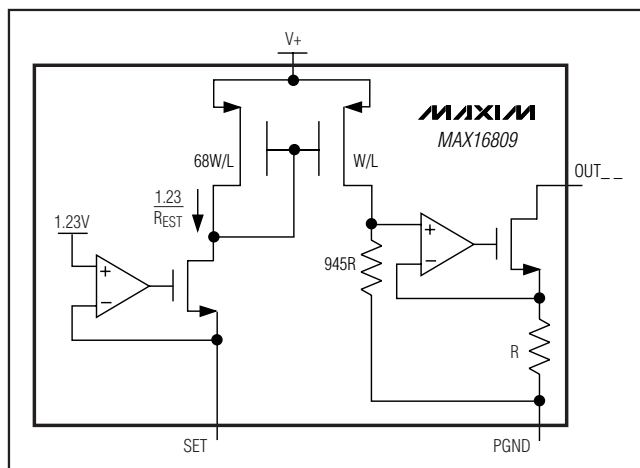 V+
MAXIM
MAX16809
68W/L
W/L
OUT_ _
1.23
R_EST
1.23V
+
−
+
−
945R
R
SET
PGND